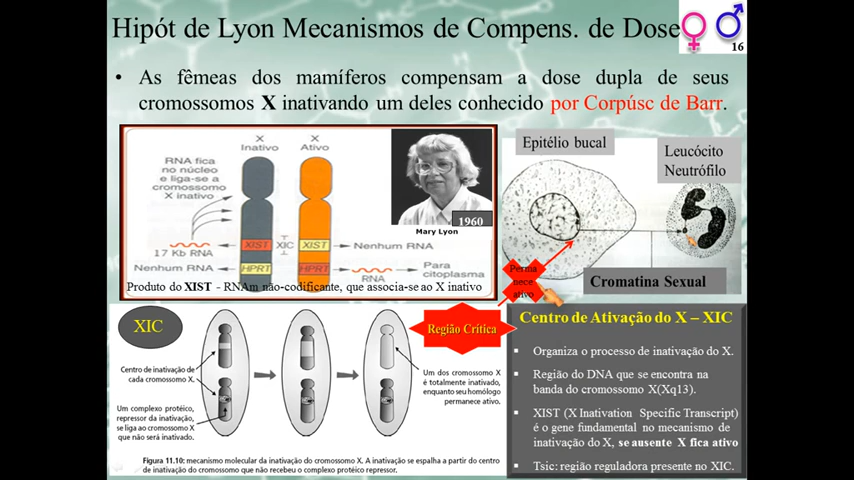 Hipót de Lyon Mecanismos de Compens. de Dose
16
• As fêmeas dos mamíferos compensam a dose dupla de seus
cromossomos X inativando um deles conhecido por Corpúsc de Barr.
X
Inativo
X
Ativo
RNA fica
no núcleo
e liga-se a
cromossomo
X inativo
17 Kb RNA
XIST
XIC
XIST
Nenhum RNA
Nenhum RNA
HPRT
HPRT
RNA
Para
citoplasma
1960
Mary Lyon
Produto do XIST - RNAm não-codificante, que associa-se ao X inativo
Epitélio bucal
Leucócito
Neutrófilo
Perma
nece
ativo
Cromatina Sexual
XIC
Centro de inativação de
cada cromossomo X.
Um complexo protéico,
repressor da inativação,
se liga ao cromossomo X
que não será inativado.
Um dos cromossomo X
é totalmente inativado,
enquanto seu homólogo
permanece ativo.
Região Crítica
Figura 11.10: mecanismo molecular da inativação do cromossomo X. A inativação se espalha a partir do centro
de inativação do cromossomo que não recebeu o complexo protéico repressor.
Centro de Ativação do X – XIC
Organiza o processo de inativação do X.
Região do DNA que se encontra na
banda do cromossomo X(Xq13).
XIST (X Inativation Specific Transcript)
é o gene fundamental no mecanismo de
inativação do X, se ausente X fica ativo
Tsic: região reguladora presente no XIC.